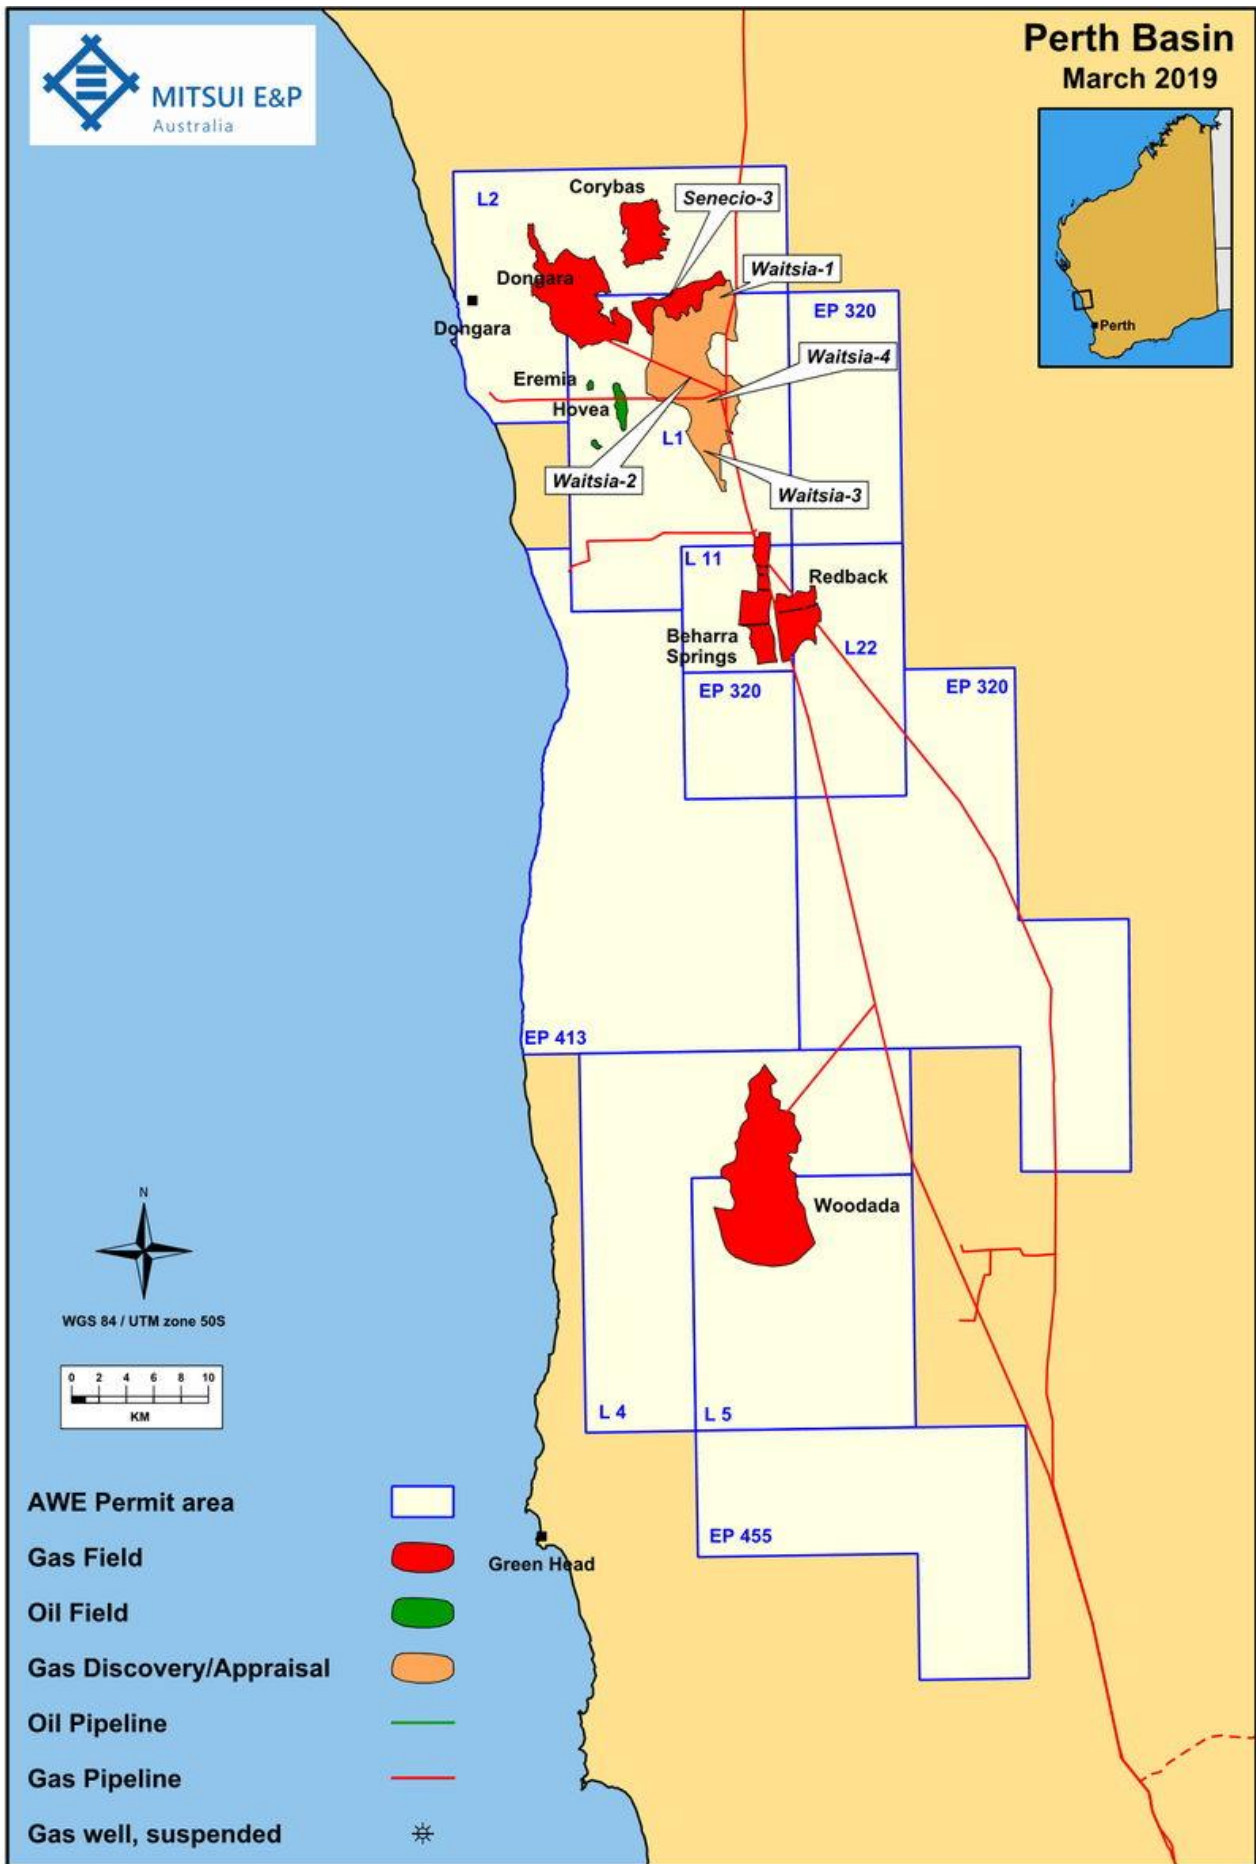 MITSUI E&P
Australia
Perth Basin
March 2019
Perth
L2
Corybas
Senecio-3
Waitsia-1
Dongara
EP 320
Dongara
Waitsia-4
Eremia
Hovea
L1
Waitsia-2
Waitsia-3
L 11
Redback
Beharra
Springs
L22
EP 320
EP 320
EP 413
Woodada
N
WGS 84 / UTM zone 50S
0 2 4 6 8 10
KM
L 4
L 5
EP 455
Green Head
AWE Permit area
Gas Field
Oil Field
Gas Discovery/Appraisal
Oil Pipeline
Gas Pipeline
Gas well, suspended